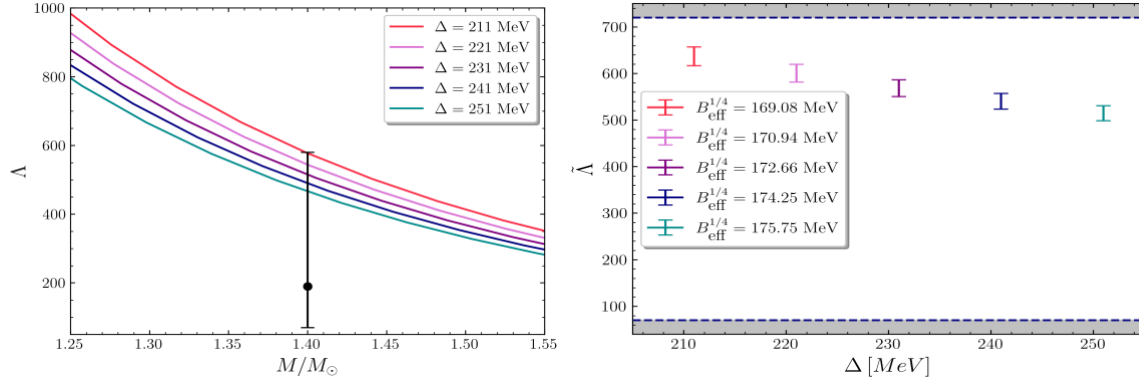 1000
800
600
400
200
Λ
1.25
1.30
1.35
1.40
1.45
1.50
1.55
M/M⊙
Δ = 211 MeV
Δ = 221 MeV
Δ = 231 MeV
Δ = 241 MeV
Δ = 251 MeV
700
600
500
400
300
200
100
Λ̃
210
220
230
240
250
Δ [MeV]
B_eff^1/4 = 169.08 MeV
B_eff^1/4 = 170.94 MeV
B_eff^1/4 = 172.66 MeV
B_eff^1/4 = 174.25 MeV
B_eff^1/4 = 175.75 MeV